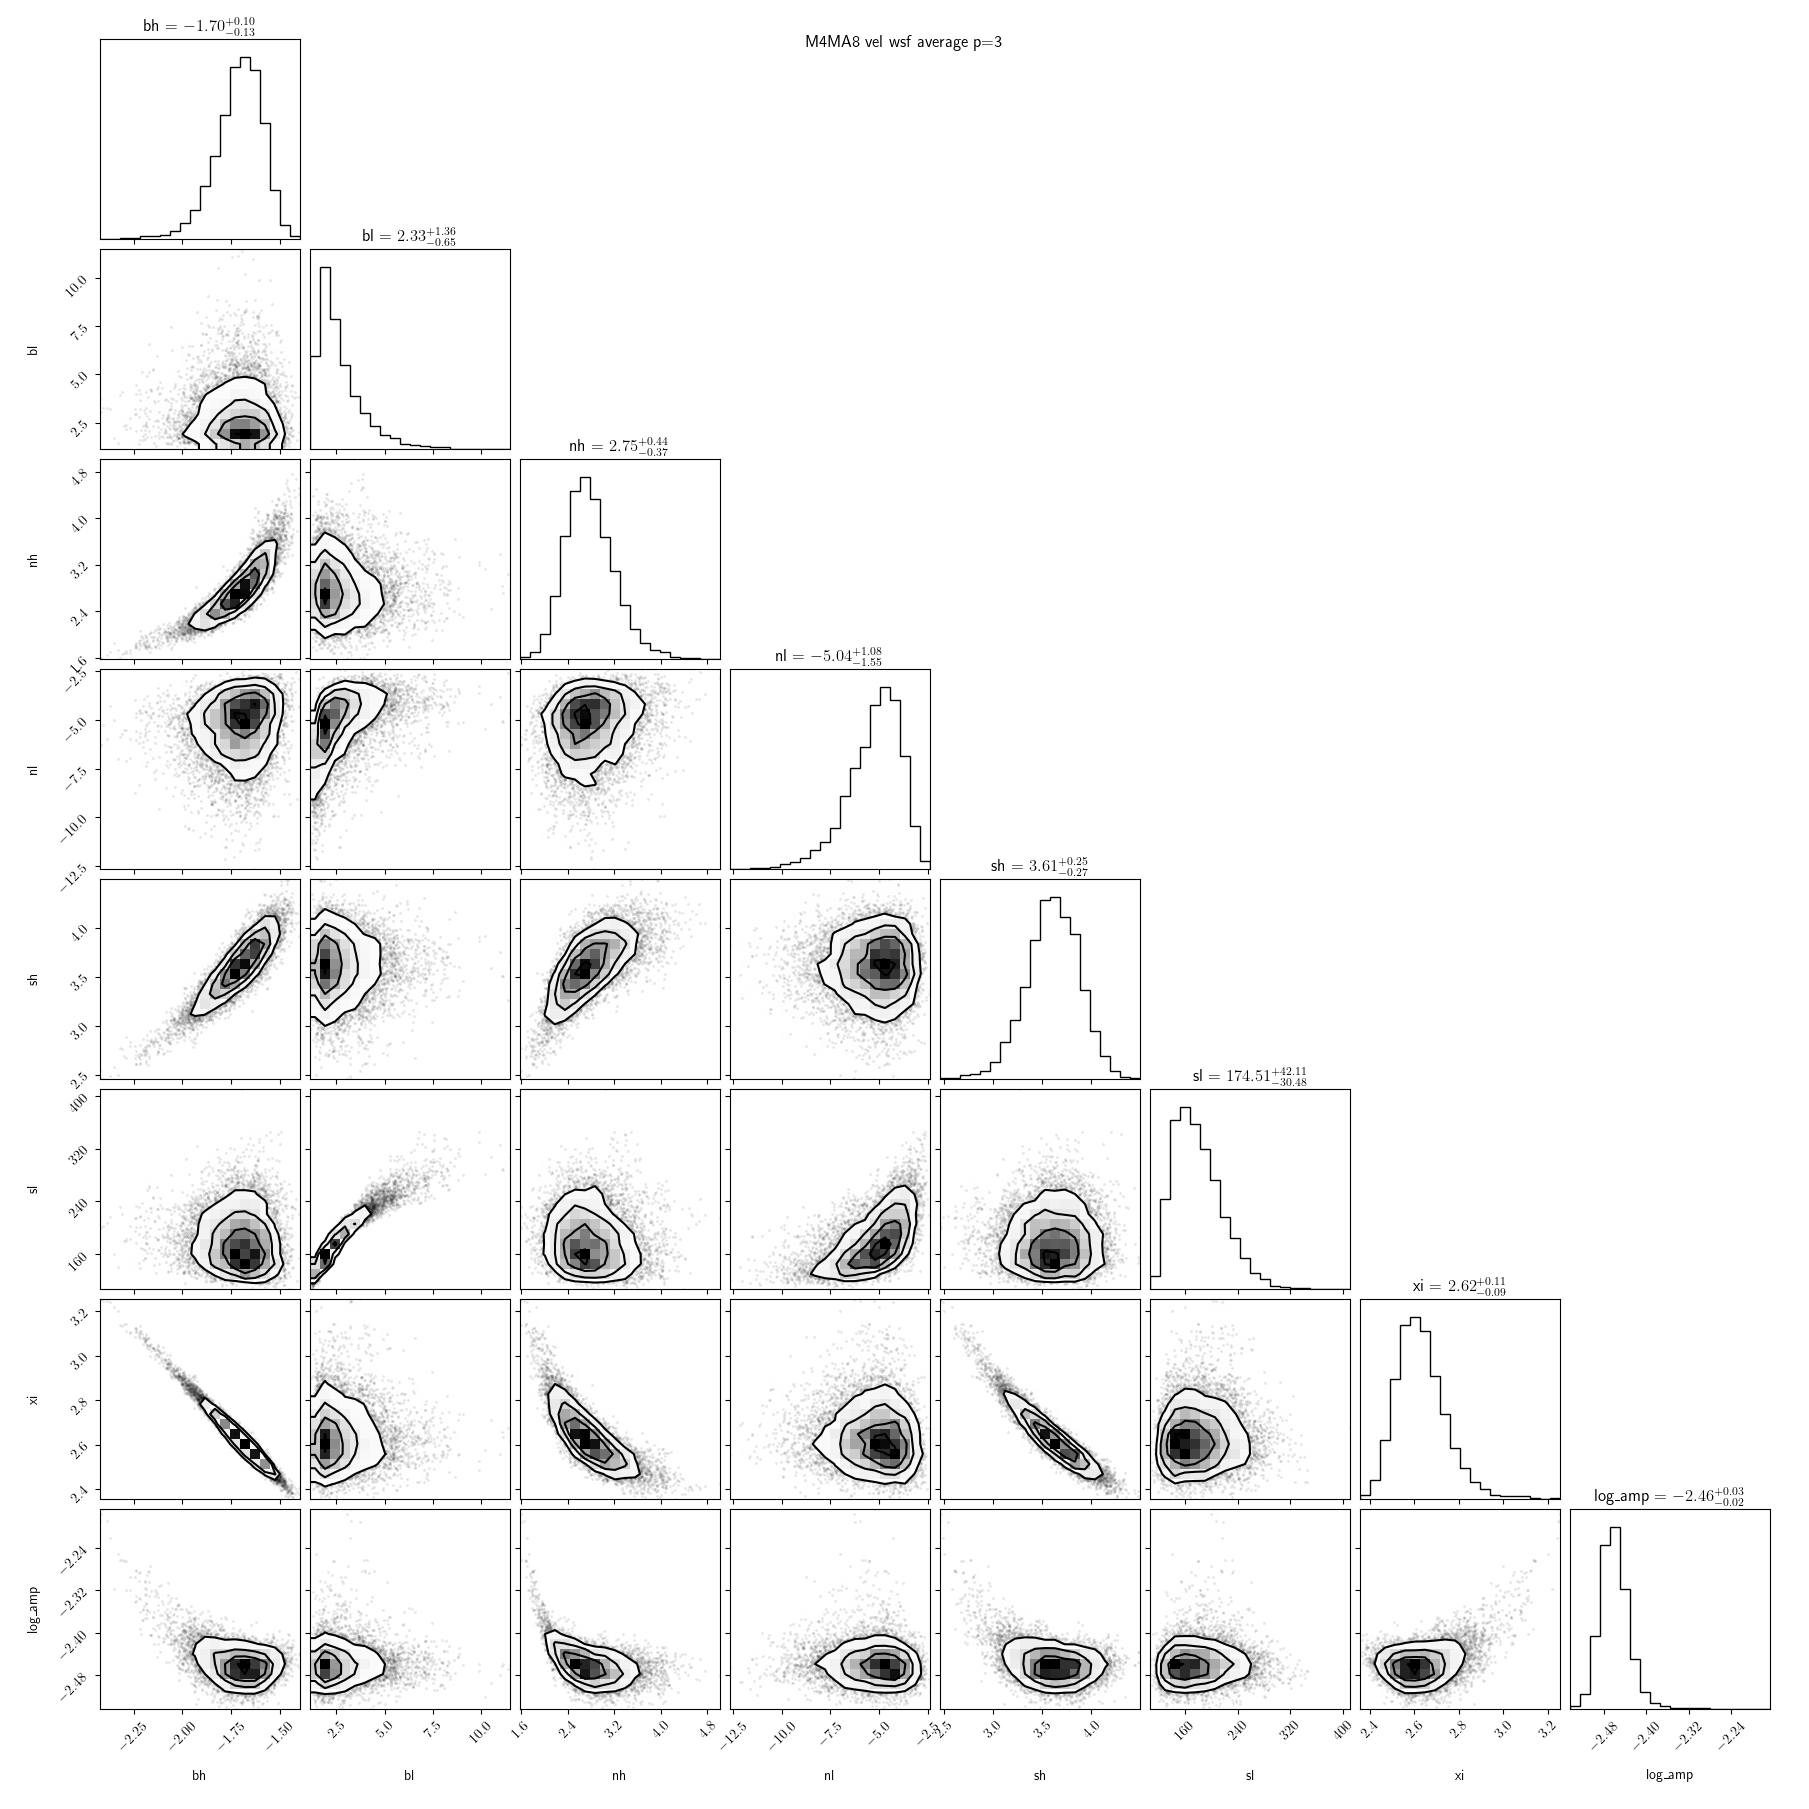 M4MA8 vel wsf average p=3
bh = −1.70 +0.10 −0.13
bl = 2.33 +1.36 −0.65
10.0
7.5
5.0
2.5
bl
nh = 2.75 +0.44 −0.37
4.8
4.0
3.2
2.4
1.6
nh
nl = −5.04 +1.08 −1.55
−2.5
−5.0
−7.5
−10.0
−12.5
nl
sh = 3.61 +0.25 −0.27
4.0
3.5
3.0
2.5
sh
sl = 174.51 +42.11 −30.48
400
320
240
160
sl
xi = 2.62 +0.11 −0.09
3.2
3.0
2.8
2.6
2.4
xi
log_amp = −2.46 +0.03 −0.02
−2.24
−2.32
−2.40
−2.48
log_amp
−2.25 −2.00 −1.75 −1.50 2.5 5.0 7.5 10.0 1.6 2.4 3.2 4.0 4.8 −12.5 −10.0 −7.5 −5.0 −2.5 2.5 3.0 3.5 4.0 160 240 320 400 2.4 2.6 2.8 3.0 3.2 −2.48 −2.40 −2.32 −2.24
bh bl nh nl sh sl xi log_amp